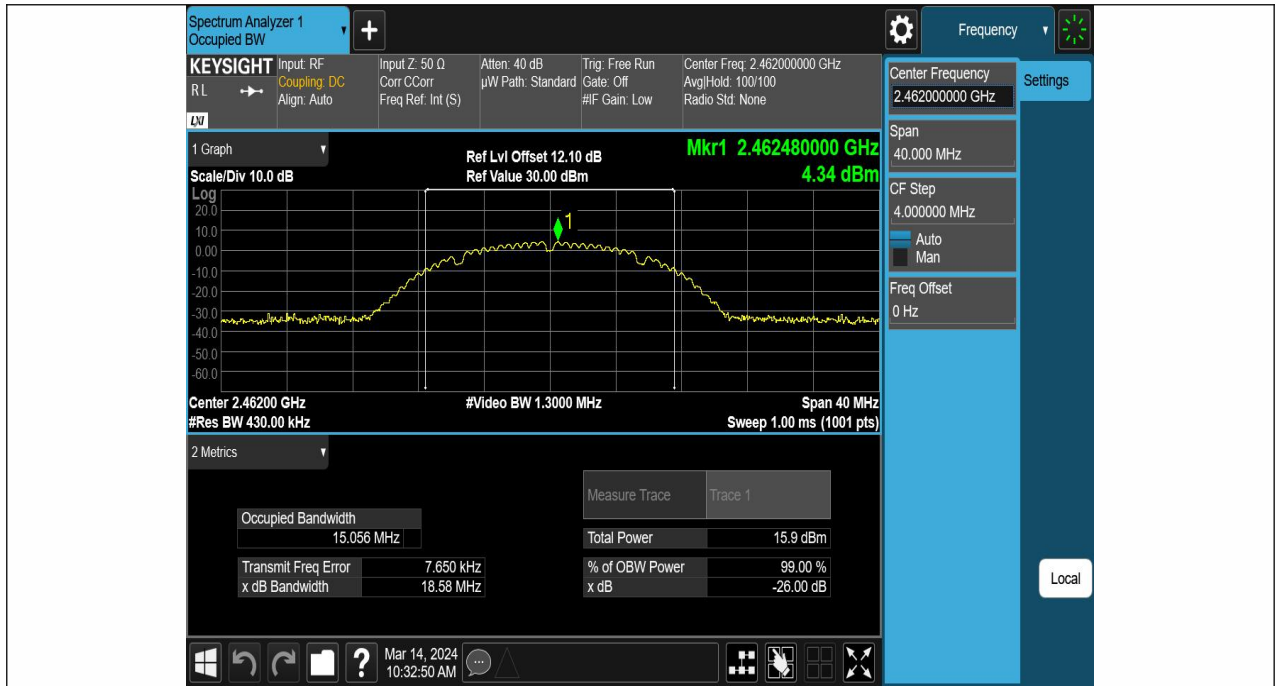 Spectrum Analyzer 1
Occupied BW
Frequency
KEYSIGHT
RL
LXI
Input: RF
Coupling: DC
Align: Auto
Input Z: 50 Ω
Corr CCorr
Freq Ref: Int (S)
Atten: 40 dB
µW Path: Standard
Trig: Free Run
Gate: Off
#IF Gain: Low
Center Freq: 2.462000000 GHz
Avg|Hold: 100/100
Radio Std: None
Center Frequency
2.462000000 GHz
Settings
Span
40.000 MHz
CF Step
4.000000 MHz
Auto
Man
Freq Offset
0 Hz
Local
1 Graph
Scale/Div 10.0 dB
Ref Lvl Offset 12.10 dB
Ref Value 30.00 dBm
Mkr1 2.462480000 GHz
4.34 dBm
Log
20.0
10.0
0.00
-10.0
-20.0
-30.0
-40.0
-50.0
-60.0
1
Center 2.46200 GHz
#Res BW 430.00 kHz
#Video BW 1.3000 MHz
Span 40 MHz
Sweep 1.00 ms (1001 pts)
2 Metrics
Measure Trace Trace 1
Occupied Bandwidth
15.056 MHz
Total Power 15.9 dBm
Transmit Freq Error 7.650 kHz
% of OBW Power 99.00 %
x dB Bandwidth 18.58 MHz
x dB -26.00 dB
?
Mar 14, 2024
10:32:50 AM